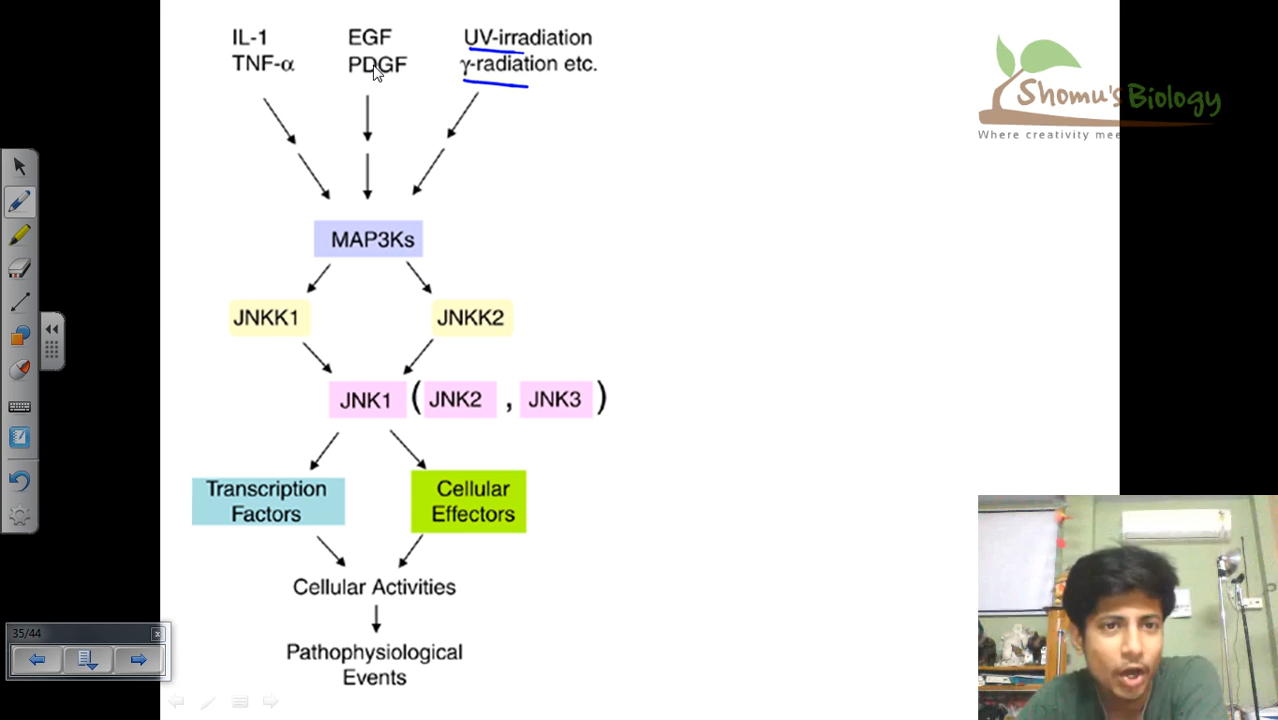 IL-1
TNF-α
EGF
PDGF
UV-irradiation
γ-radiation etc.
Shomu's Biology
Where creativity mee
MAP3Ks
JNKK1
JNKK2
JNK1 ( JNK2 , JNK3 )
Transcription
Factors
Cellular
Effectors
Cellular Activities
Pathophysiological
Events
35/44